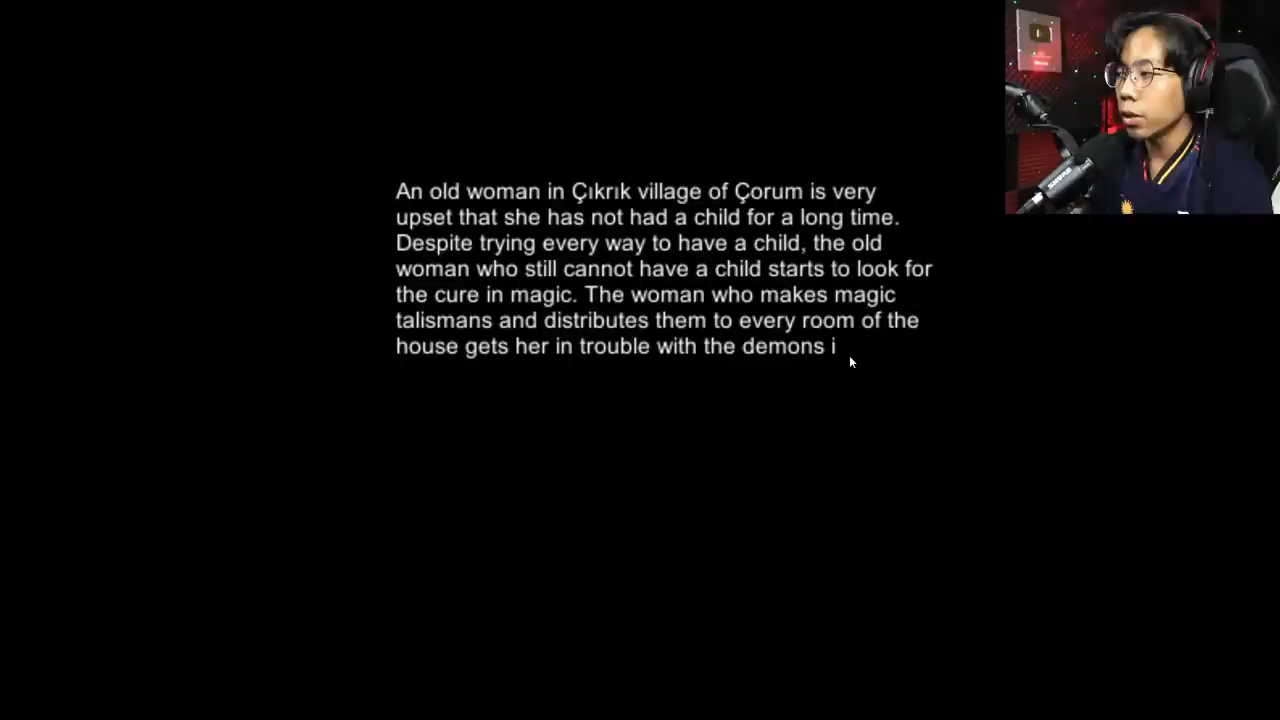 An old woman in Çıkrık village of Çorum is very
upset that she has not had a child for a long time.
Despite trying every way to have a child, the old
woman who still cannot have a child starts to look for
the cure in magic. The woman who makes magic
talismans and distributes them to every room of the
house gets her in trouble with the demons i
SHURE